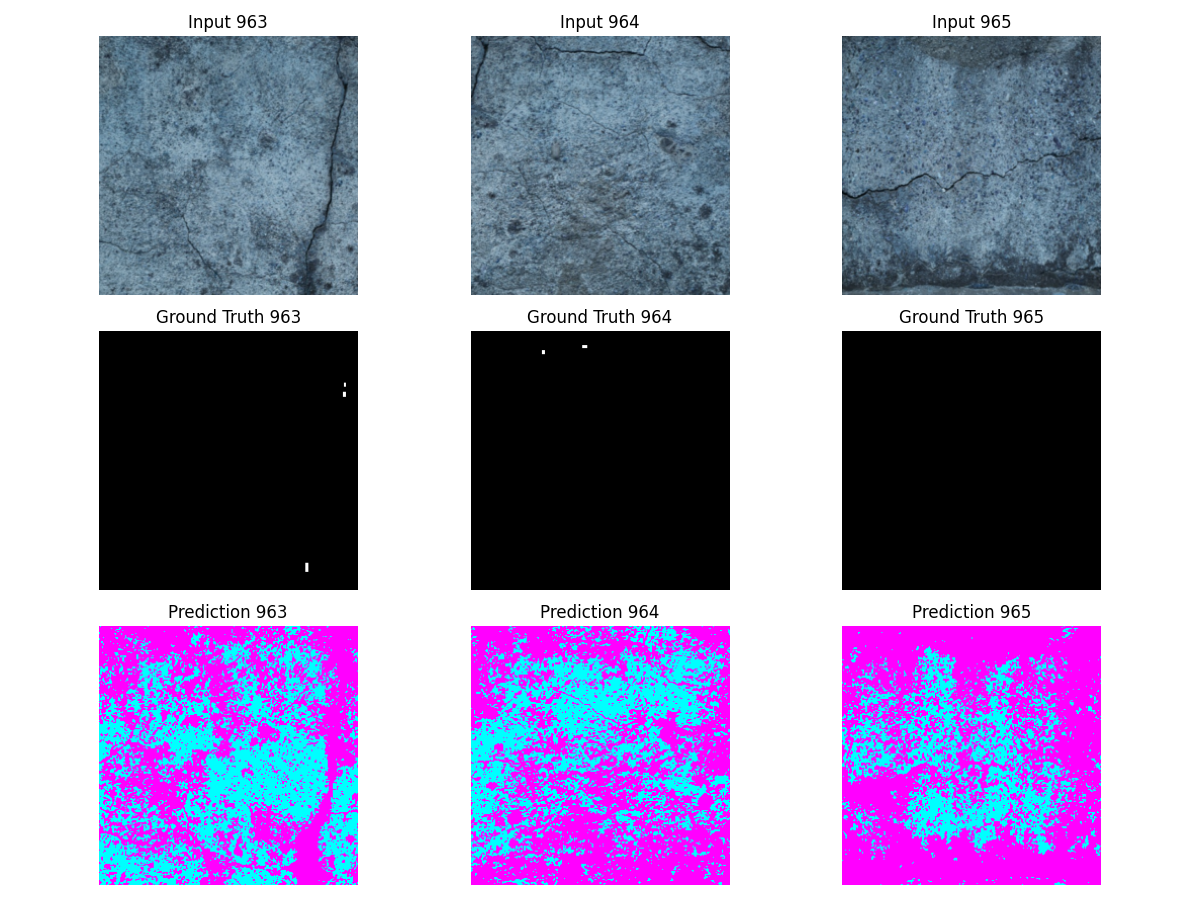 Input 963
Input 964
Input 965
Ground Truth 963
Ground Truth 964
Ground Truth 965
Prediction 963
Prediction 964
Prediction 965